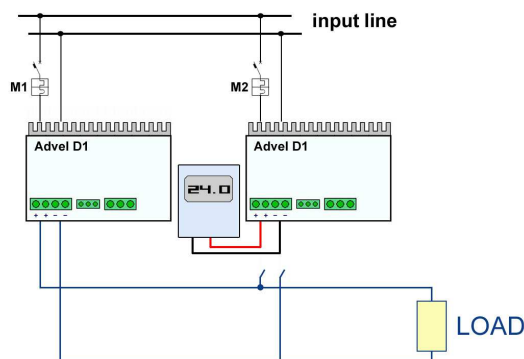 input line
M1
M2
Advel D1
Advel D1
24.0
+ + - -
+ + - -
LOAD